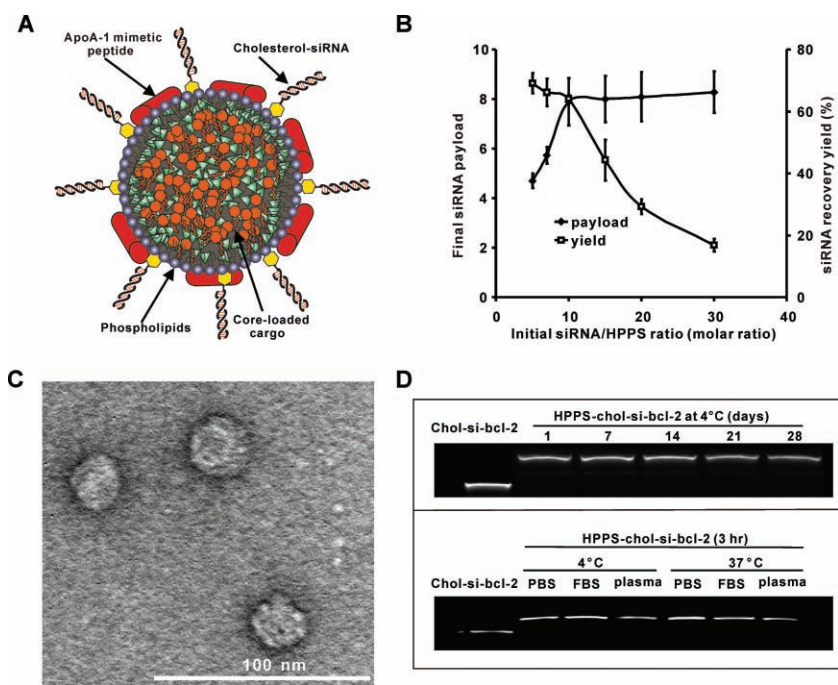 A
ApoA-1 mimetic
peptide
Cholesterol-siRNA
Phospholipids
Core-loaded
cargo
B
10
8
6
4
2
0
Final siRNA payload
80
60
40
20
0
siRNA recovery yield (%)
payload
yield
0 10 20 30 40
Initial siRNA/HPPS ratio (molar ratio)
C
100 nm
D
HPPS-chol-si-bcl-2 at 4°C (days)
Chol-si-bcl-2
1 7 14 21 28
HPPS-chol-si-bcl-2 (3 hr)
4°C 37°C
Chol-si-bcl-2 PBS FBS plasma PBS FBS plasma